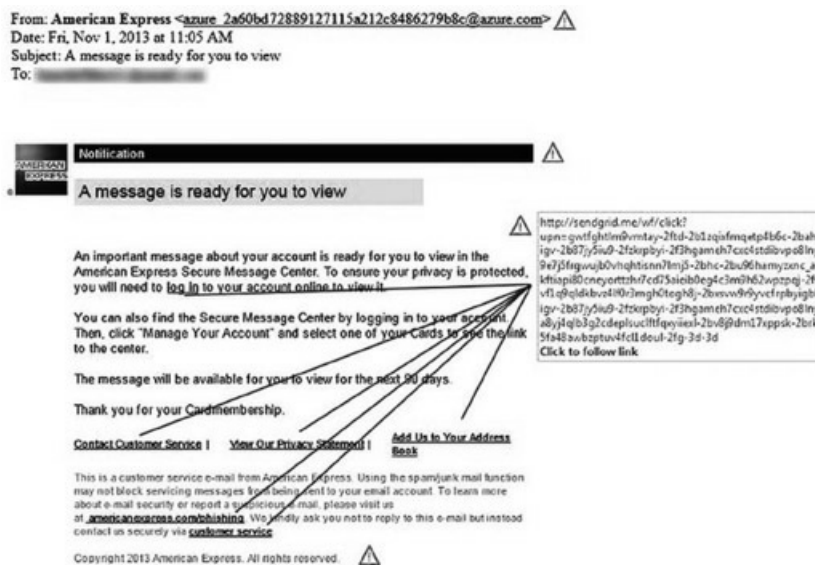 From: American Express <azure_2a60bd72889127115a212c8486279b8c@azure.com>
Date: Fri, Nov 1, 2013 at 11:05 AM
Subject: A message is ready for you to view
To:
AMERICAN
EXPRESS
Notification
A message is ready for you to view
An important message about your account is ready for you to view in the
American Express Secure Message Center. To ensure your privacy is protected,
you will need to log in to your account online to view it.
You can also find the Secure Message Center by logging in to your account.
Then, click "Manage Your Account" and select one of your Cards to see the link
to the center.
The message will be available for you to view for the next 90 days.
Thank you for your Cardmembership.
Contact Customer Service | View Our Privacy Statement | Add Us to Your Address
Book
This is a customer service e-mail from American Express. Using the spam/junk mail function
may not block servicing messages from being sent to your email account. To learn more
about e-mail security or report a suspicious e-mail, please visit us
at americanexpress.com/phishing. We kindly ask you not to reply to this e-mail but instead
contact us securely via customer service
Copyright 2013 American Express. All rights reserved.
http://sendgrid.me/wf/click?
Click to follow link